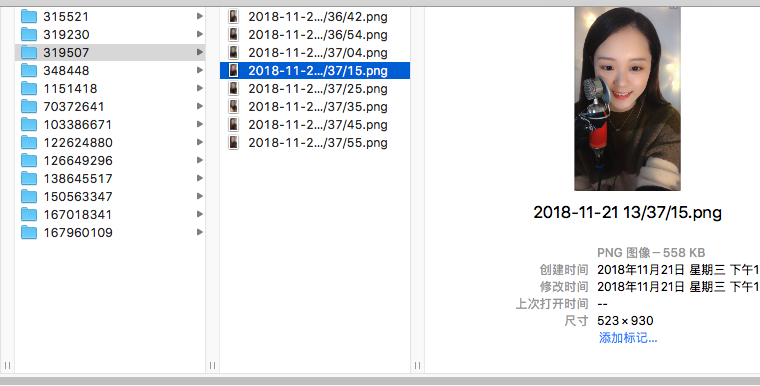 315521
319230
319507
348448
1151418
70372641
103386671
122624880
126649296
138645517
150563347
167018341
167960109
2018-11-2.../36/42.png
2018-11-2.../36/54.png
2018-11-2.../37/04.png
2018-11-2.../37/15.png
2018-11-2.../37/25.png
2018-11-2.../37/35.png
2018-11-2.../37/45.png
2018-11-2.../37/55.png
2018-11-21 13/37/15.png
PNG 图像 – 558 KB
创建时间 2018年11月21日 星期三 下午1
修改时间 2018年11月21日 星期三 下午1
上次打开时间 --
尺寸 523 × 930
添加标记...